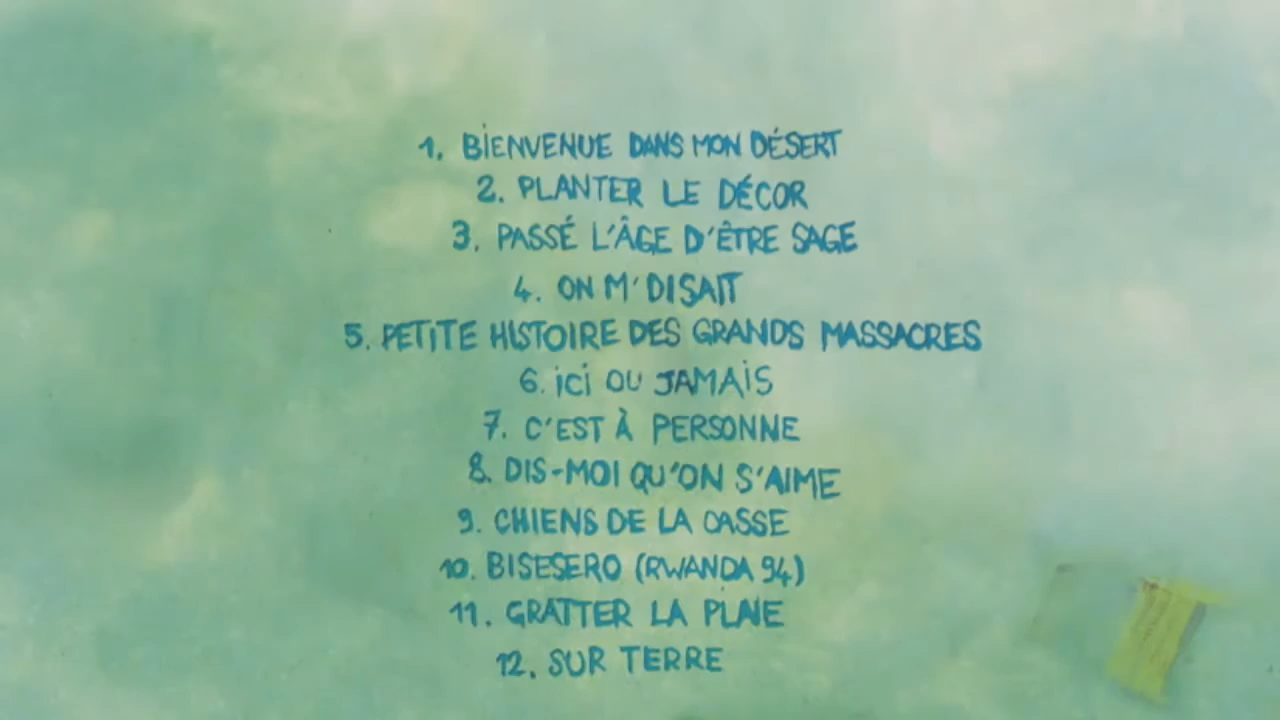 1. BIENVENUE DANS MON DÉSERT
2. PLANTER LE DÉCOR
3. PASSÉ L'ÂGE D'ÊTRE SAGE
4. ON M'DISAIT
5. PETITE HISTOIRE DES GRANDS MASSACRES
6. ICI OU JAMAIS
7. C'EST À PERSONNE
8. DIS-MOI QU'ON S'AIME
9. CHIENS DE LA CASSE
10. BISESERO (RWANDA 94)
11. GRATTER LA PLAIE
12. SUR TERRE